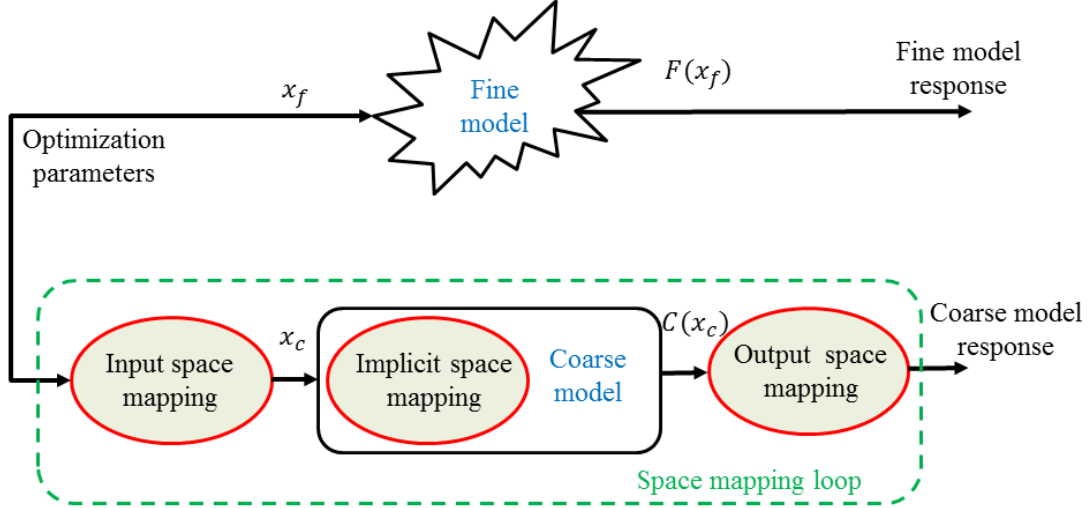 x_f
Fine
model
F(x_f)
Fine model
response
Optimization
parameters
Input space
mapping
x_c
Implicit space
mapping
Coarse
model
C(x_c)
Output space
mapping
Coarse model
response
Space mapping loop